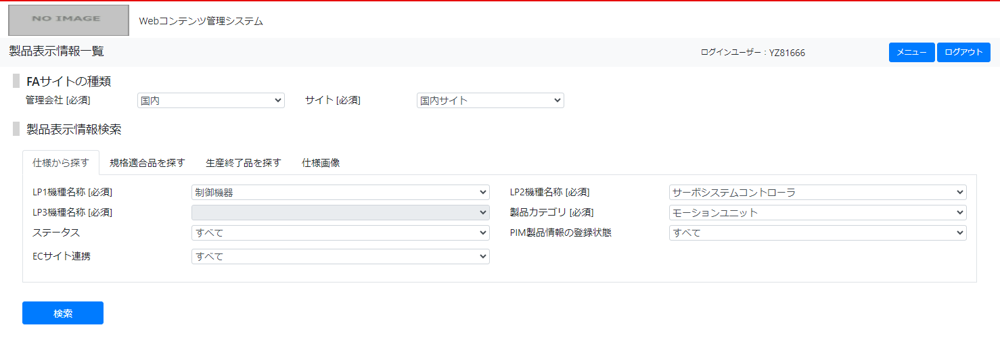 NO IMAGE
Webコンテンツ管理システム
製品表示情報一覧
ログインユーザー：YZ81666
メニュー
ログアウト
FAサイトの種類
管理会社 [必須] 国内 サイト [必須] 国内サイト
製品表示情報検索
仕様から探す 規格適合品を探す 生産終了品を探す 仕様画像
LP1機種名称 [必須] 制御機器 LP2機種名称 [必須] サーボシステムコントローラ
LP3機種名称 [必須] 製品カテゴリ [必須] モーションユニット
ステータス すべて PIM製品情報の登録状態 すべて
ECサイト連携 すべて
検索